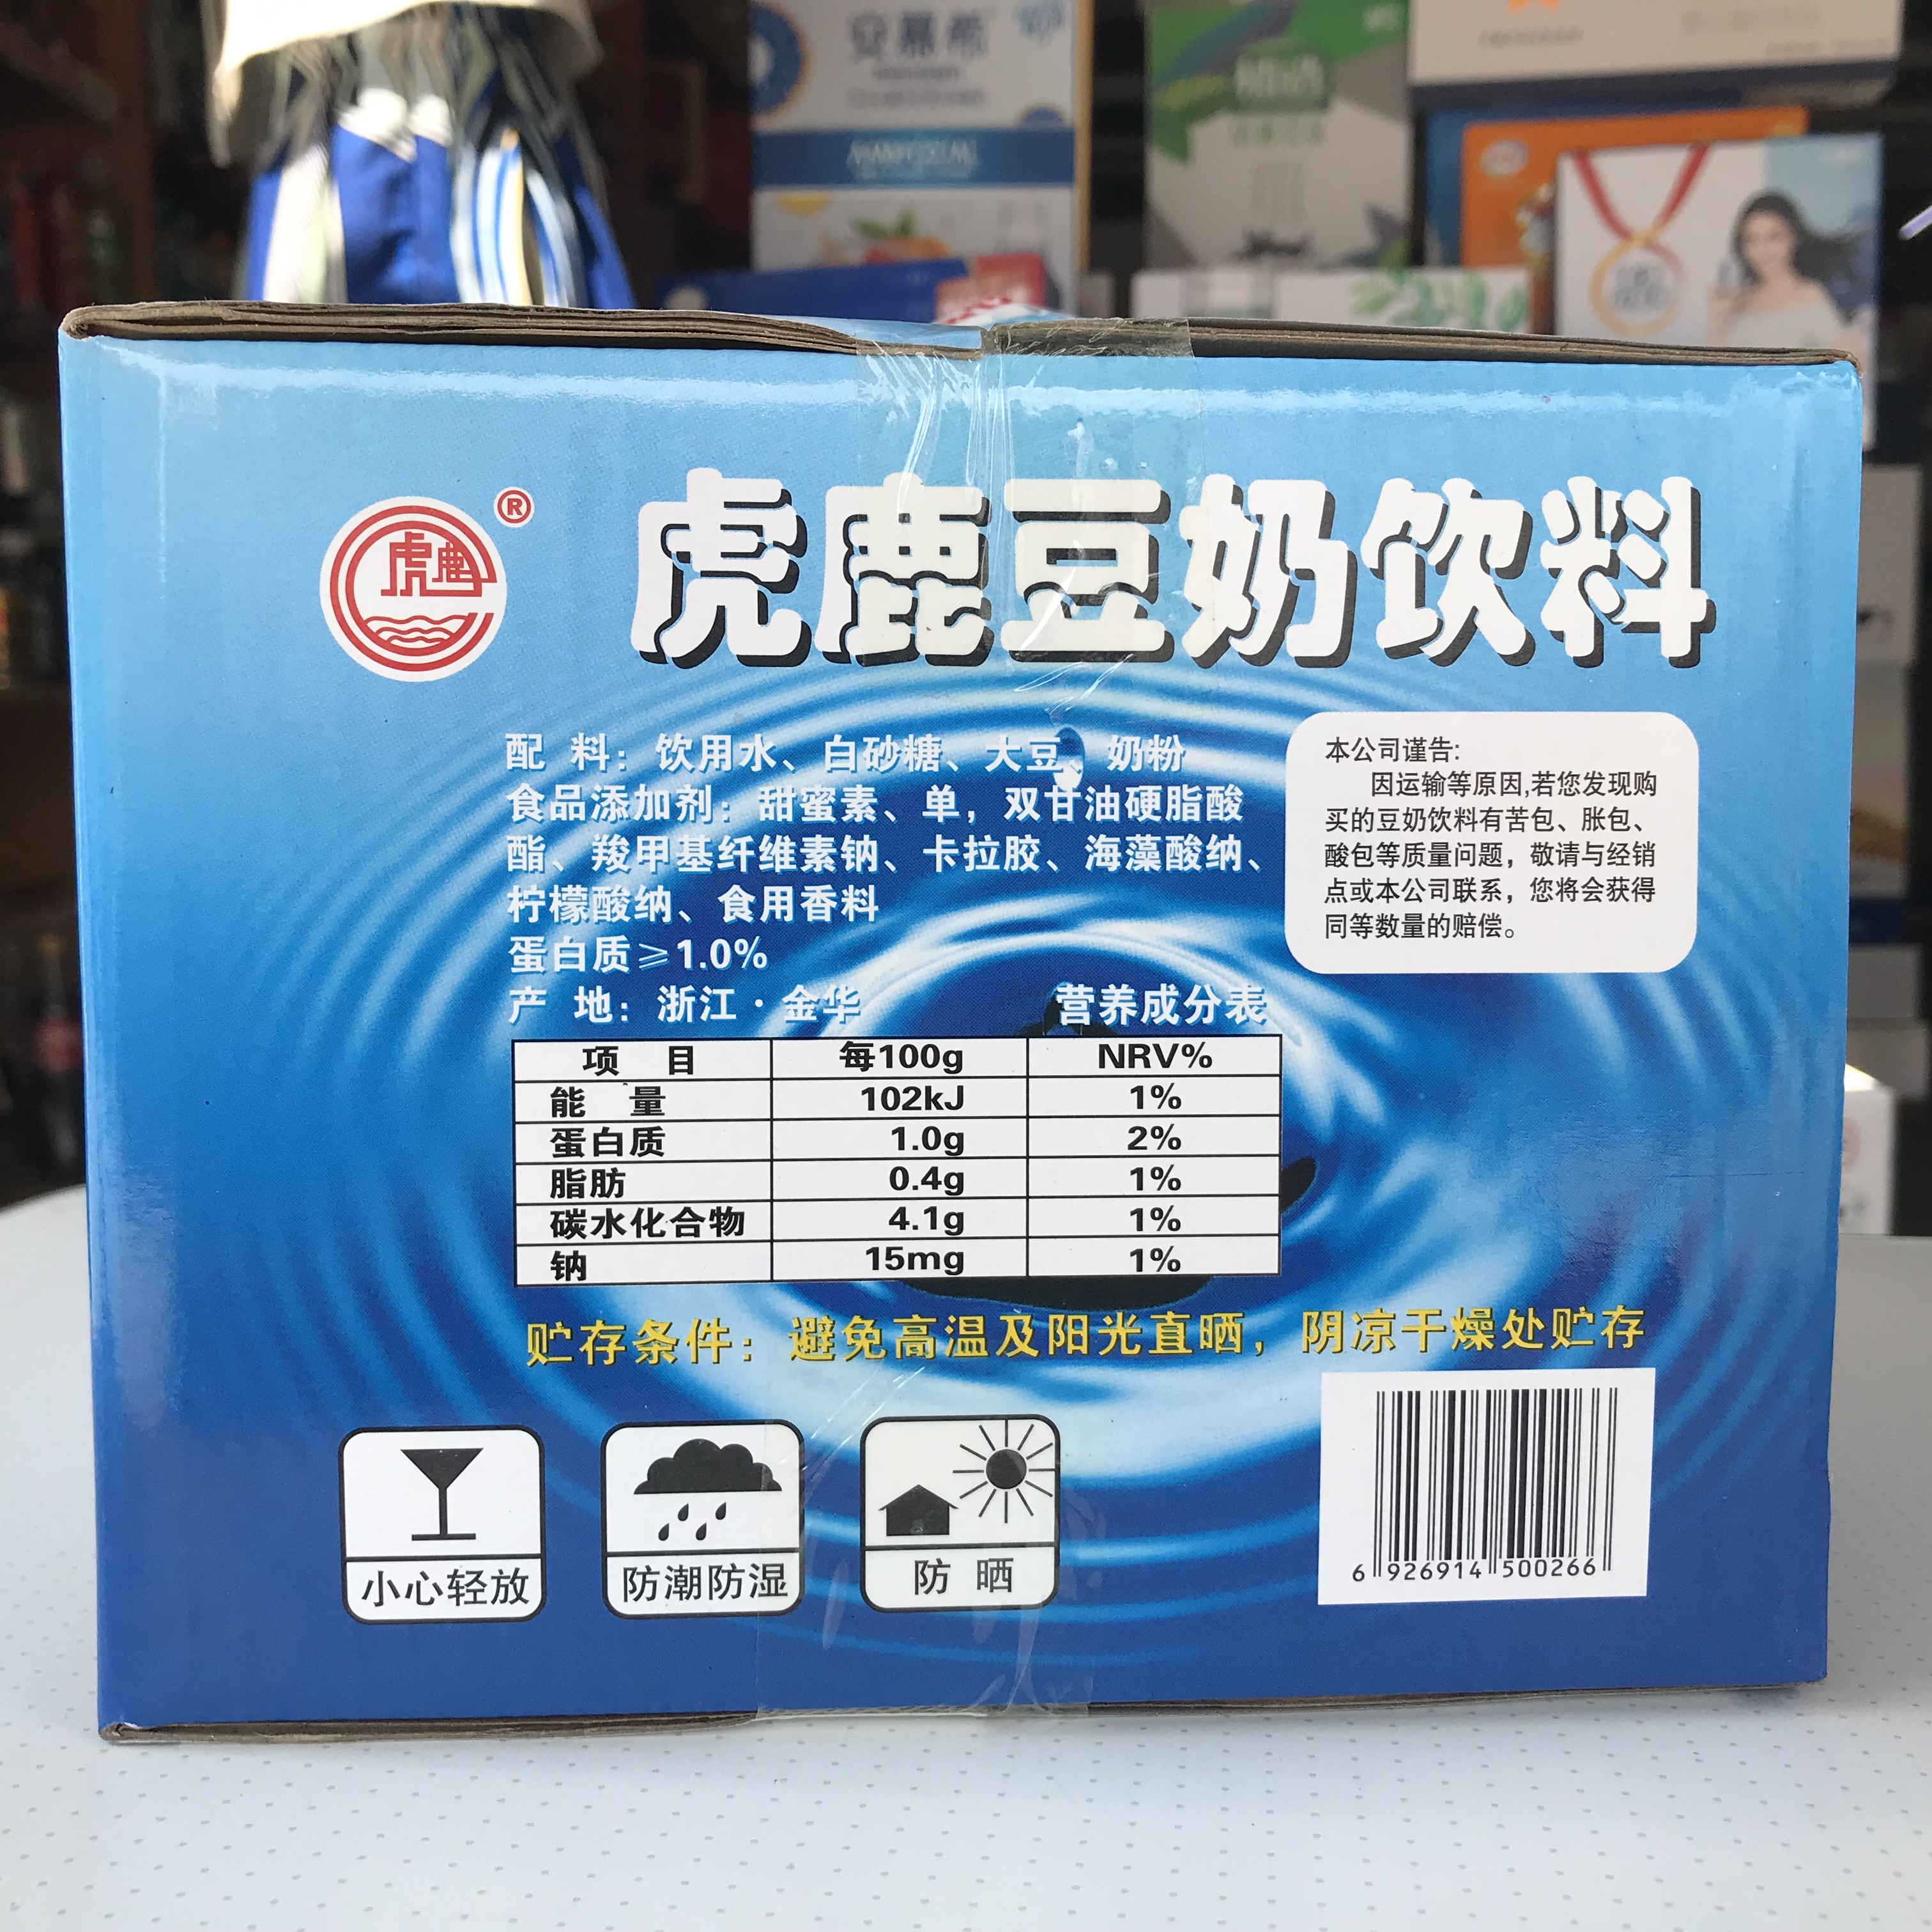 安慕希
虎鹿
®
虎鹿豆奶饮料
配 料：饮用水、白砂糖、大豆、奶粉
食品添加剂：甜蜜素、单，双甘油硬脂酸
酯、羧甲基纤维素钠、卡拉胶、海藻酸纳、
柠檬酸纳、食用香料
蛋白质≥1.0%
产 地：浙江·金华
本公司谨告:
因运输等原因,若您发现购
买的豆奶饮料有苦包、胀包、
酸包等质量问题，敬请与经销
点或本公司联系，您将会获得
同等数量的赔偿。
营养成分表
项 目 每100g NRV%
能 量 102kJ 1%
蛋白质 1.0g 2%
脂肪 0.4g 1%
碳水化合物 4.1g 1%
钠 15mg 1%
贮存条件：避免高温及阳光直晒，阴凉干燥处贮存
小心轻放
防潮防湿
防 晒
6 926914 500266